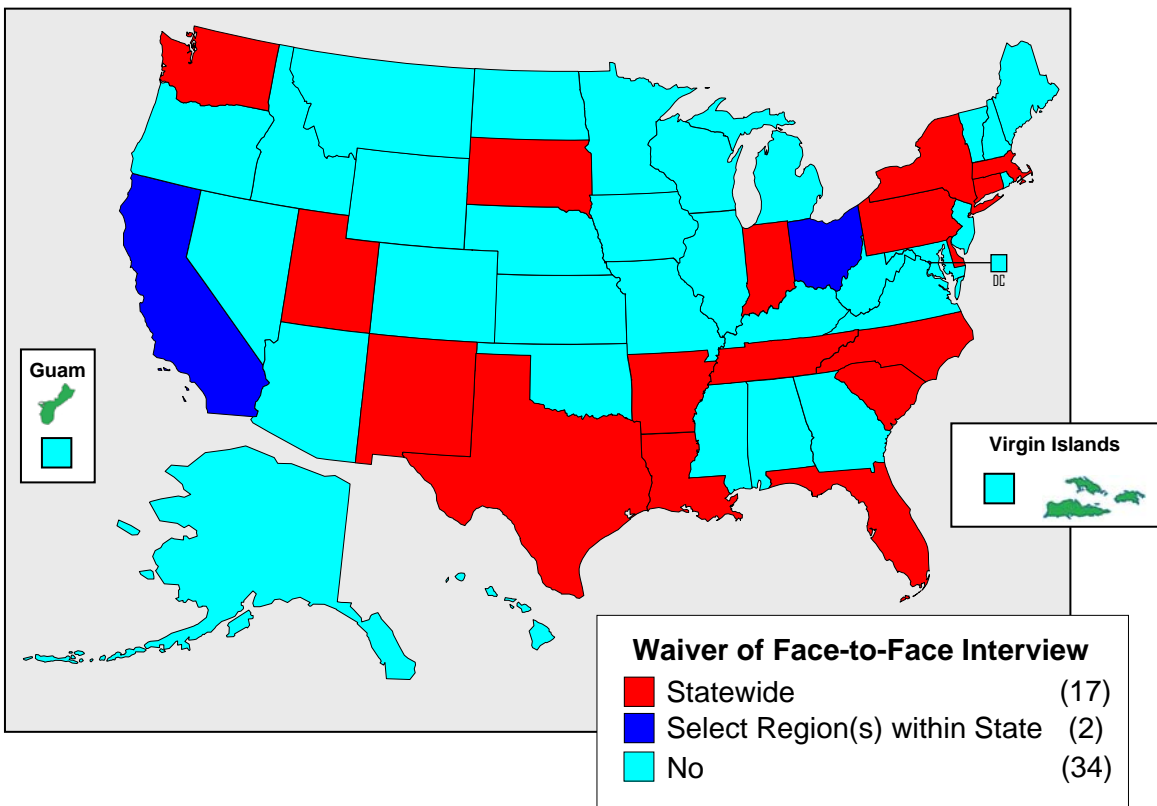 Guam
DC
Virgin Islands
Waiver of Face-to-Face Interview
Statewide (17)
Select Region(s) within State (2)
No (34)